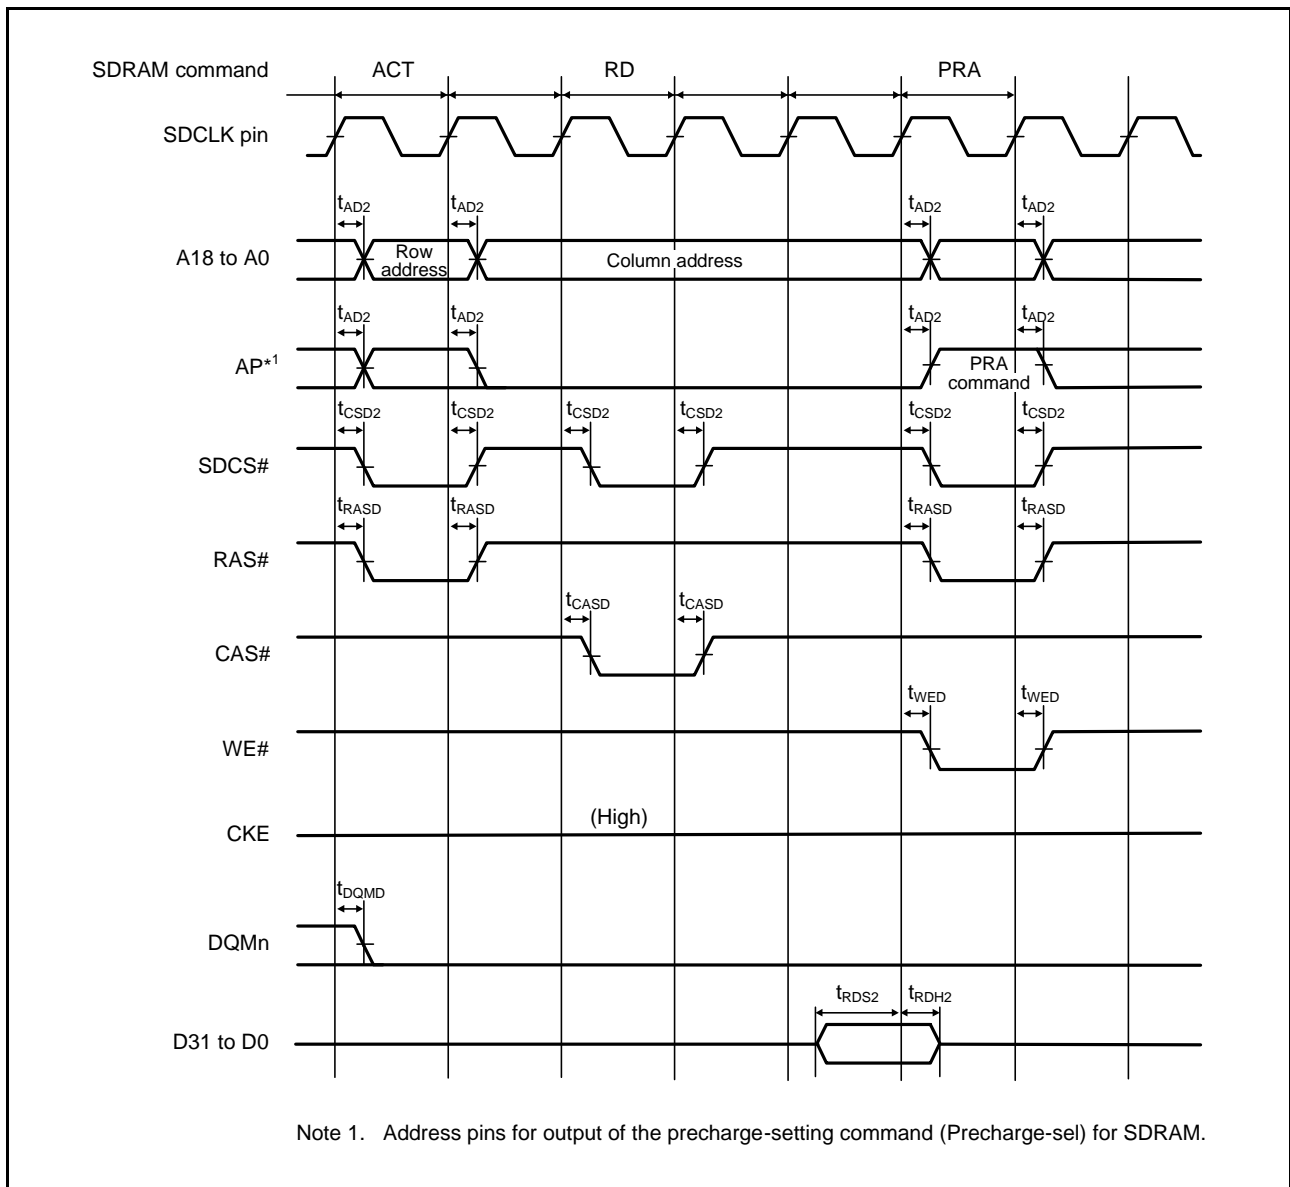 SDRAM command ACT RD PRA
SDCLK pin
tAD2 tAD2 tAD2 tAD2
A18 to A0 Row address Column address
tAD2 tAD2 tAD2 tAD2
AP*1 PRA command
tCSD2 tCSD2 tCSD2 tCSD2 tCSD2 tCSD2
SDCS#
tRASD tRASD tRASD tRASD
RAS#
tCASD tCASD
CAS#
tWED tWED
WE#
(High)
CKE
tDQMD
DQMn
tRDS2 tRDH2
D31 to D0
Note 1. Address pins for output of the precharge-setting command (Precharge-sel) for SDRAM.